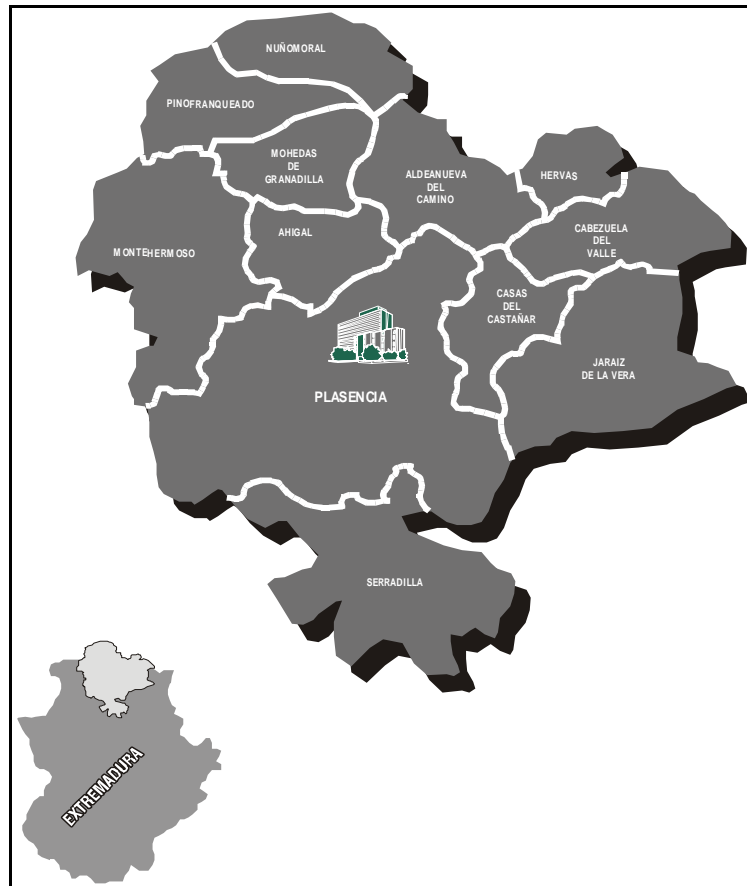 NUÑOMORAL
PINOFRANQUEADO
MOHEDAS
DE
GRANADILLA
ALDEANUEVA
DEL
CAMINO
HERVAS
CABEZUELA
DEL
VALLE
AHIGAL
MONTEHERMOSO
CASAS
DEL
CASTAÑAR
JARAIZ
DE LA VERA
PLASENCIA
SERRADILLA
EXTREMADURA